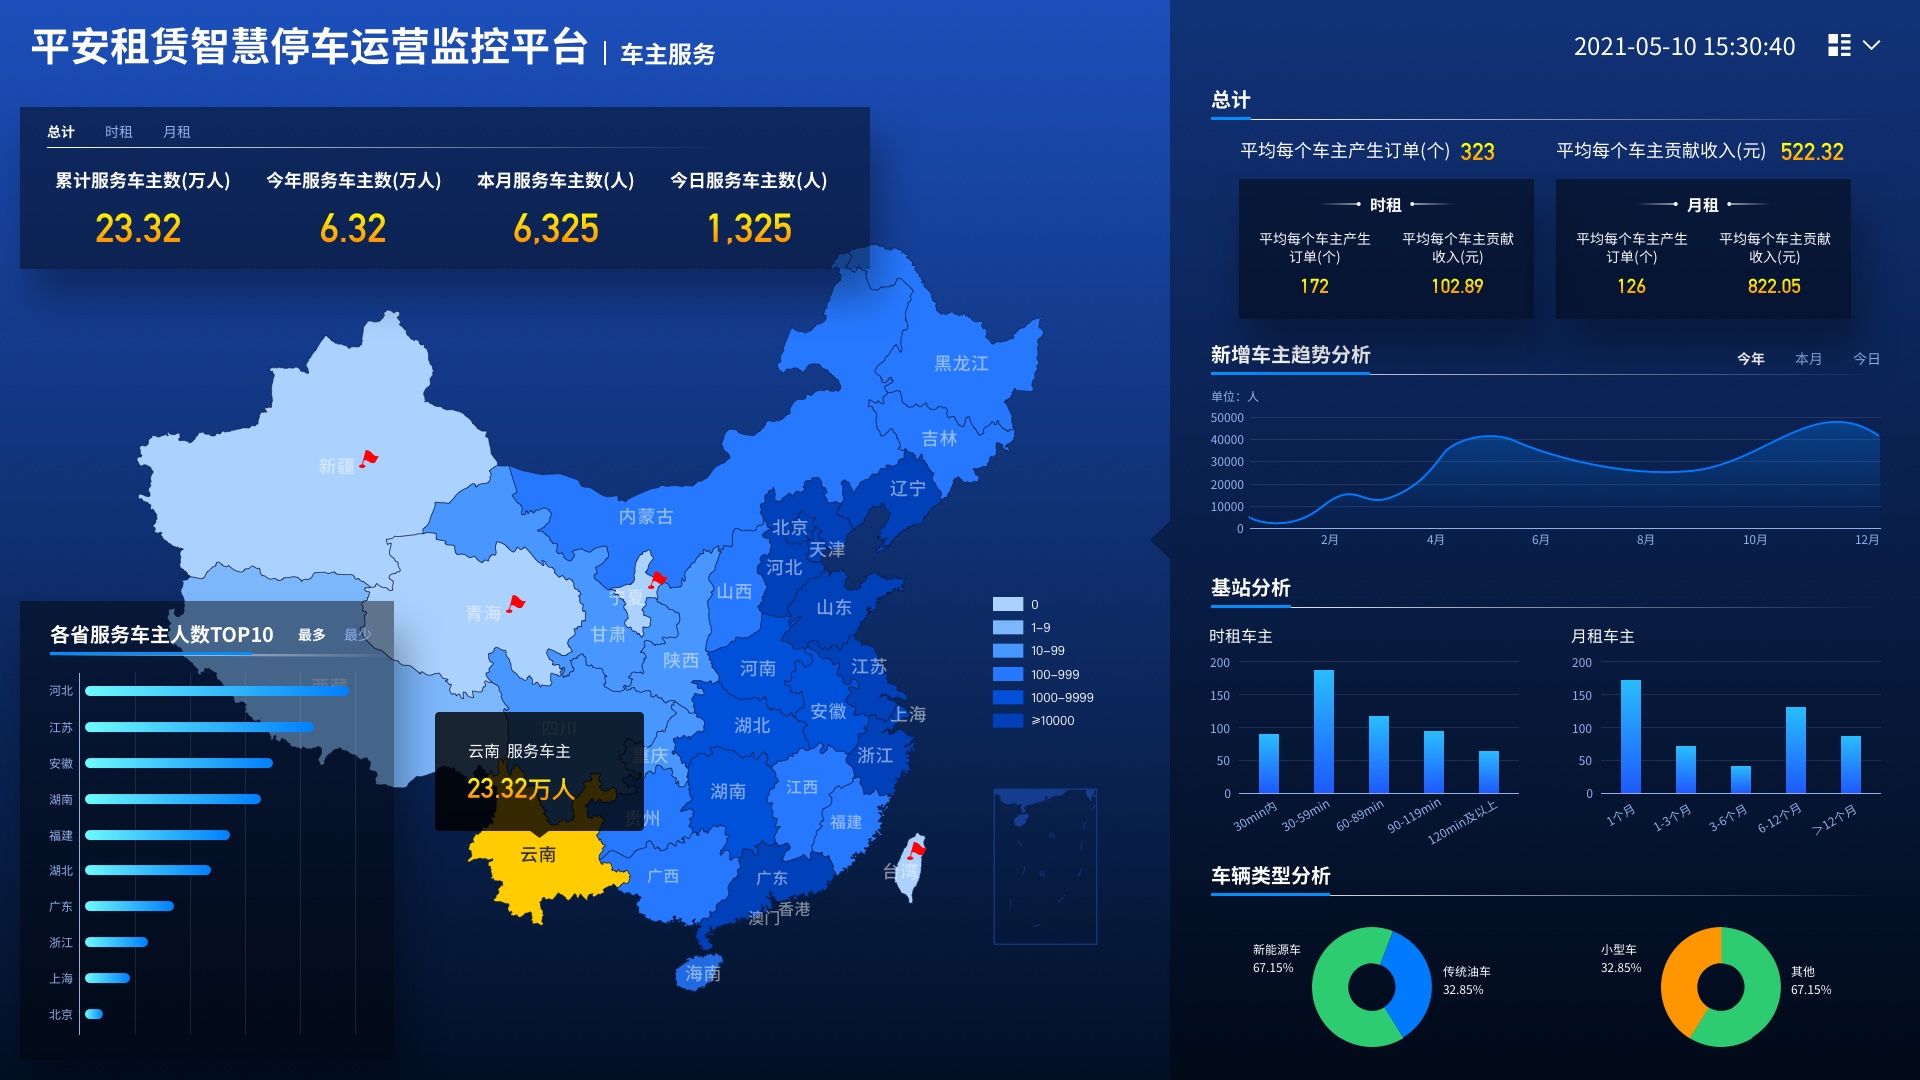 平安租赁智慧停车运营监控平台 | 车主服务
2021-05-10 15:30:40
总计 时租 月租
累计服务车主数(万人) 今年服务车主数(万人) 本月服务车主数(人) 今日服务车主数(人)
23.32 6.32 6,325 1,325
黑龙江
吉林
辽宁
新疆
内蒙古
北京
天津
河北
山西
宁夏
青海
山东
甘肃
陕西
河南
江苏
西藏
四川
湖北
安徽
上海
重庆
浙江
湖南
江西
贵州
福建
云南
广西
广东
台湾
香港
澳门
海南
云南 服务车主
23.32万人
0
1–9
10–99
100–999
1000–9999
≥10000
各省服务车主人数TOP10 最多 最少
河北
江苏
安徽
湖南
福建
湖北
广东
浙江
上海
北京
总计
平均每个车主产生订单(个) 323
平均每个车主贡献收入(元) 522.32
时租
平均每个车主产生
订单(个)
172
平均每个车主贡献
收入(元)
102.89
月租
平均每个车主产生
订单(个)
126
平均每个车主贡献
收入(元)
822.05
新增车主趋势分析 今年 本月 今日
单位：人
50000
40000
30000
20000
10000
0
2月 4月 6月 8月 10月 12月
基站分析
时租车主
200
150
100
50
0
30min内 30-59min 60-89min 90-119min 120min及以上
月租车主
200
150
100
50
0
1个月 1-3个月 3-6个月 6-12个月 ＞12个月
车辆类型分析
新能源车
67.15%
传统油车
32.85%
小型车
32.85%
其他
67.15%